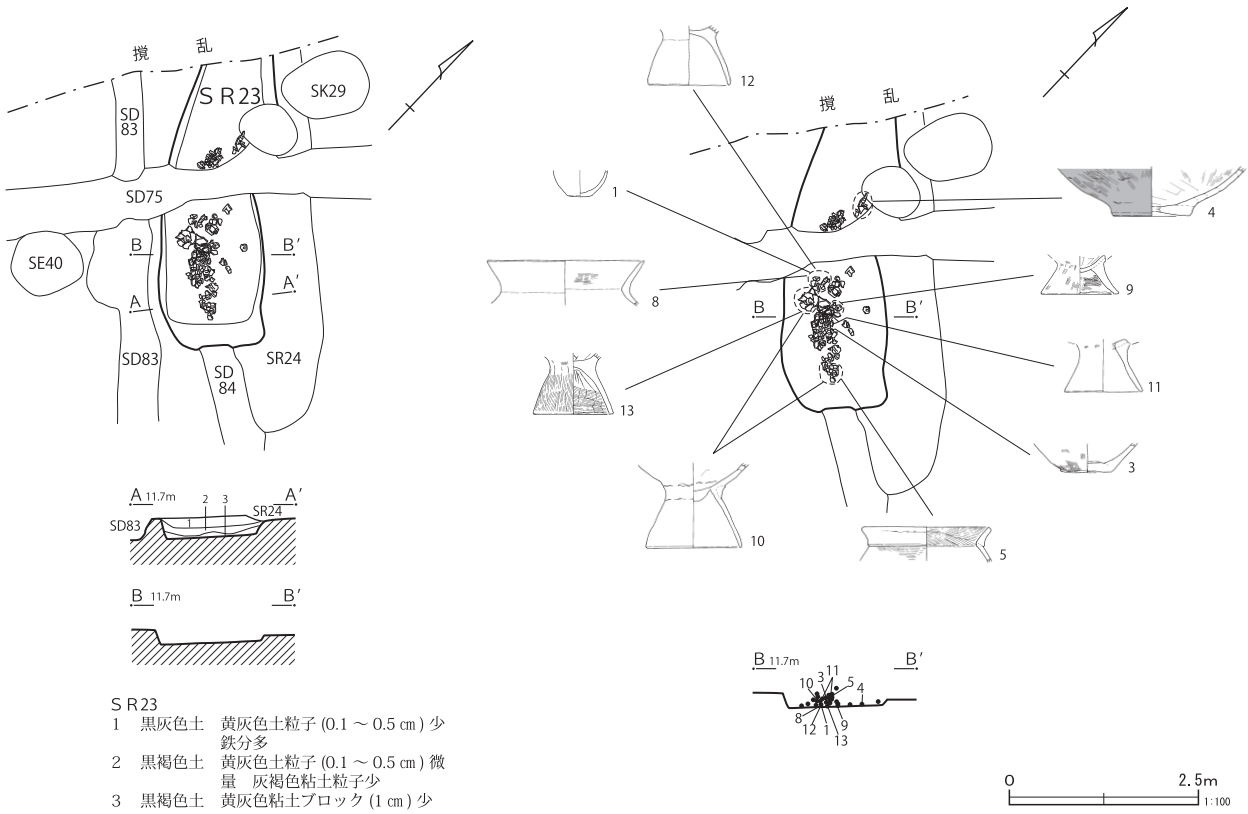 撹 乱
SR23
SK29
SD
83
SD75
SE40
B B′
A A′
SD83
SD
84
SR24
A 11.7m 2 3 A′
SD83 1 SR24
B 11.7m B′
SR23
1 黒灰色土 黄灰色土粒子(0.1 ～ 0.5 ㎝) 少
鉄分多
2 黒褐色土 黄灰色土粒子(0.1 ～ 0.5 ㎝) 微
量 灰褐色粘土粒子少
3 黒褐色土 黄灰色粘土ブロック(1 ㎝) 少
撹 乱
12
1
4
8
9
B B′
13
11
3
10
5
B 11.7m B′
10 3 11 5 4
8 12 1 13 9
0 2.5m
1:100